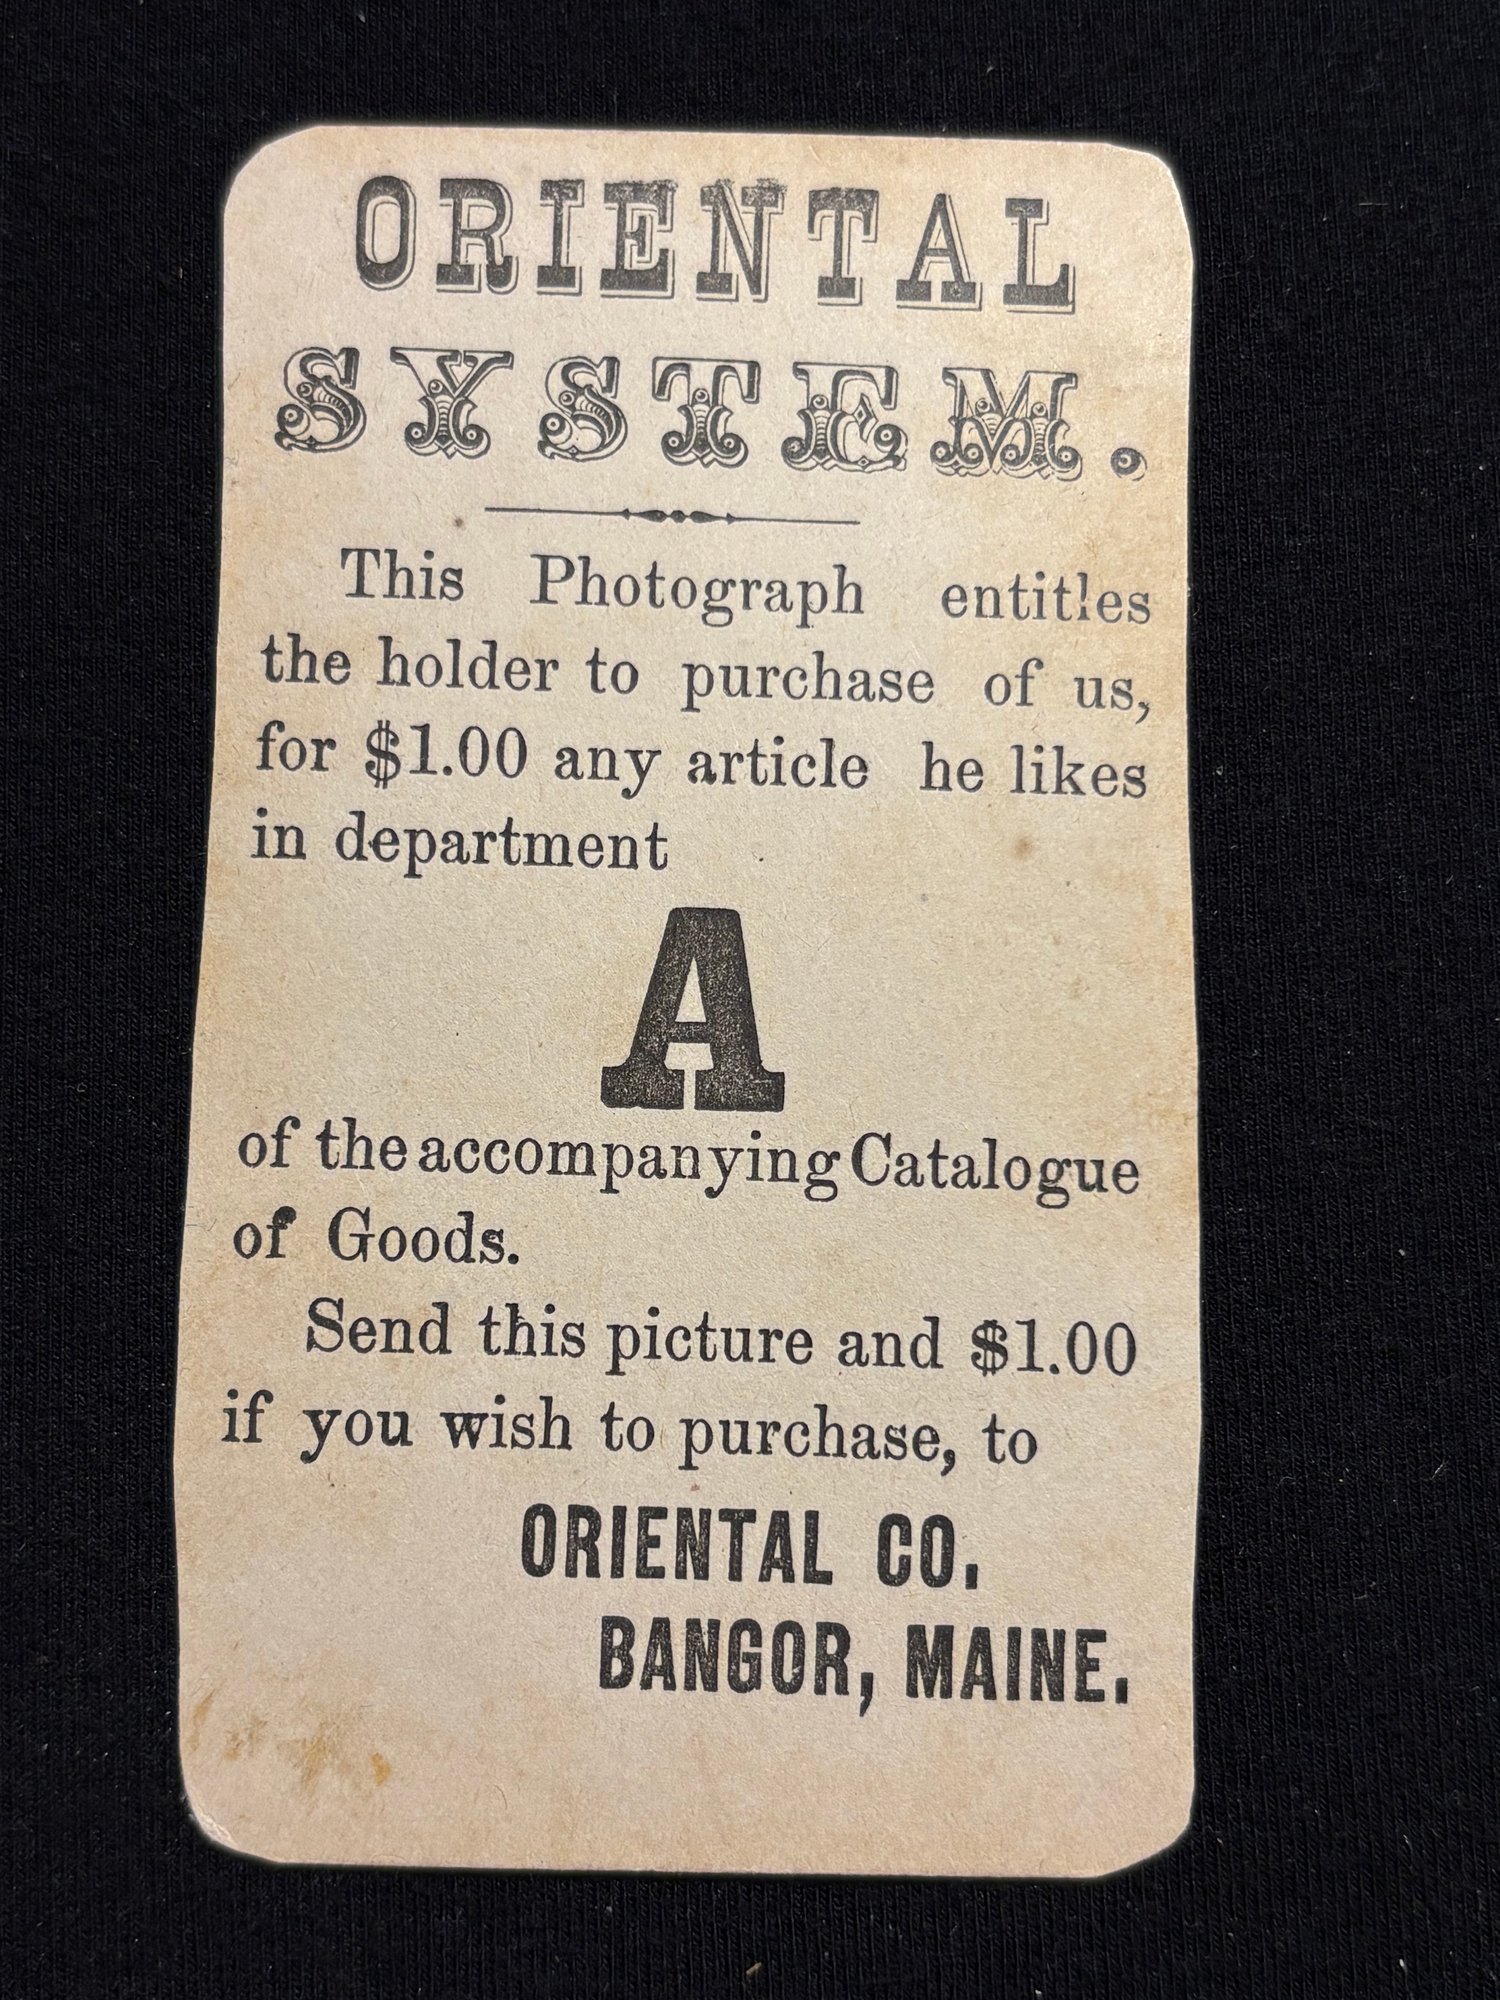 ORIENTAL
SYSTEM.
This Photograph entitles
the holder to purchase of us,
for $1.00 any article he likes
in department
A
of the accompanying Catalogue
of Goods.
Send this picture and $1.00
if you wish to purchase, to
ORIENTAL CO.
BANGOR, MAINE.